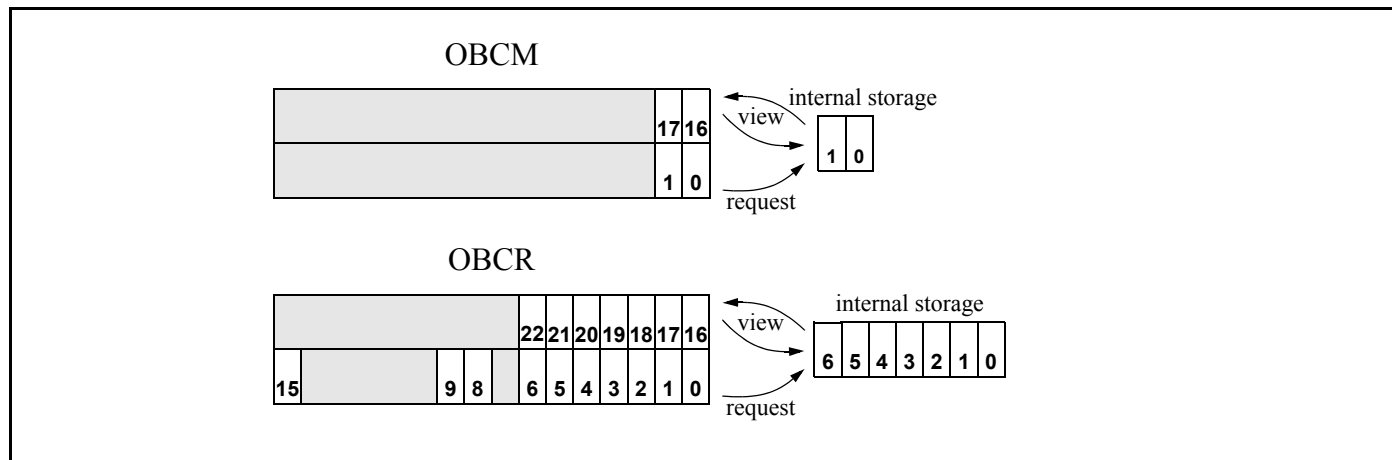 OBCM
internal storage
view
17 16
1 0
1 0
request
OBCR
internal storage
view
22 21 20 19 18 17 16
6 5 4 3 2 1 0
15 9 8 6 5 4 3 2 1 0
request